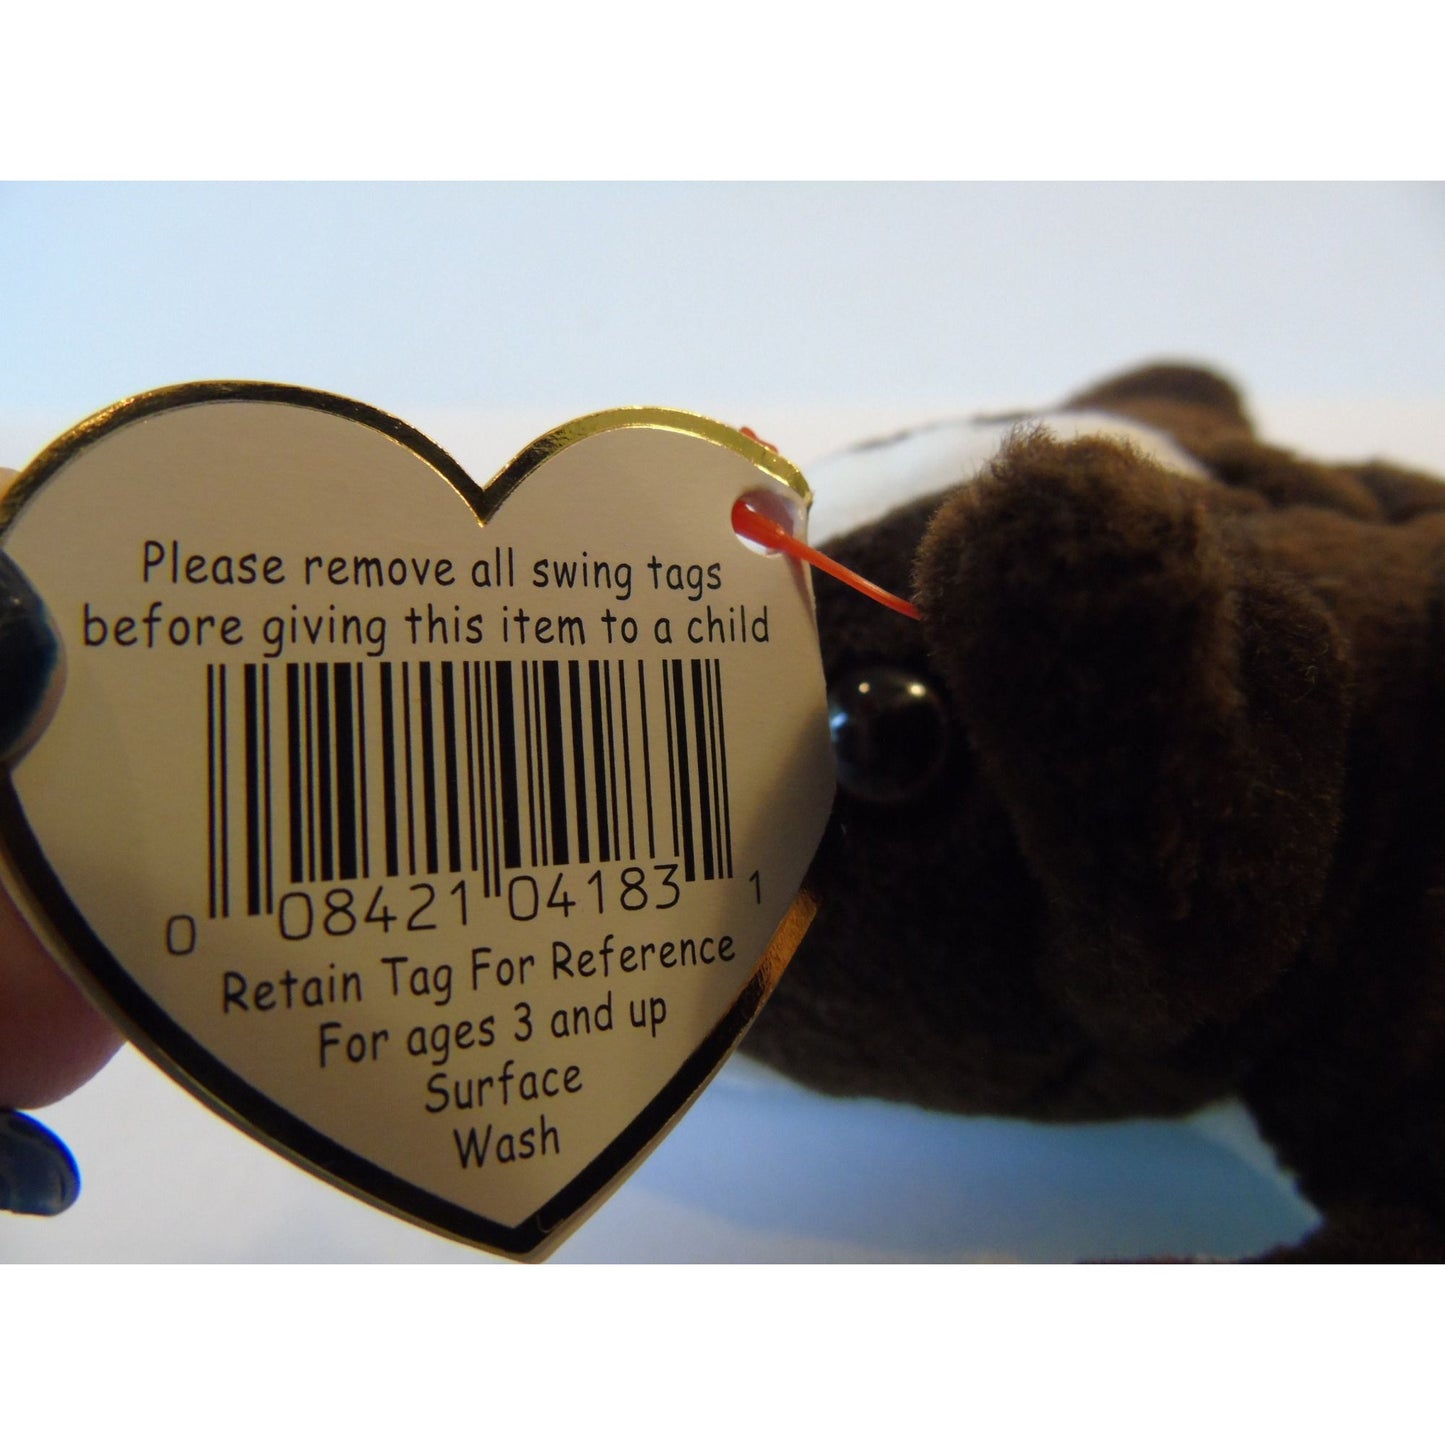 Please remove all swing tags
before giving this item to a child
0 08421 04183 1
Retain Tag For Reference
For ages 3 and up
Surface
Wash